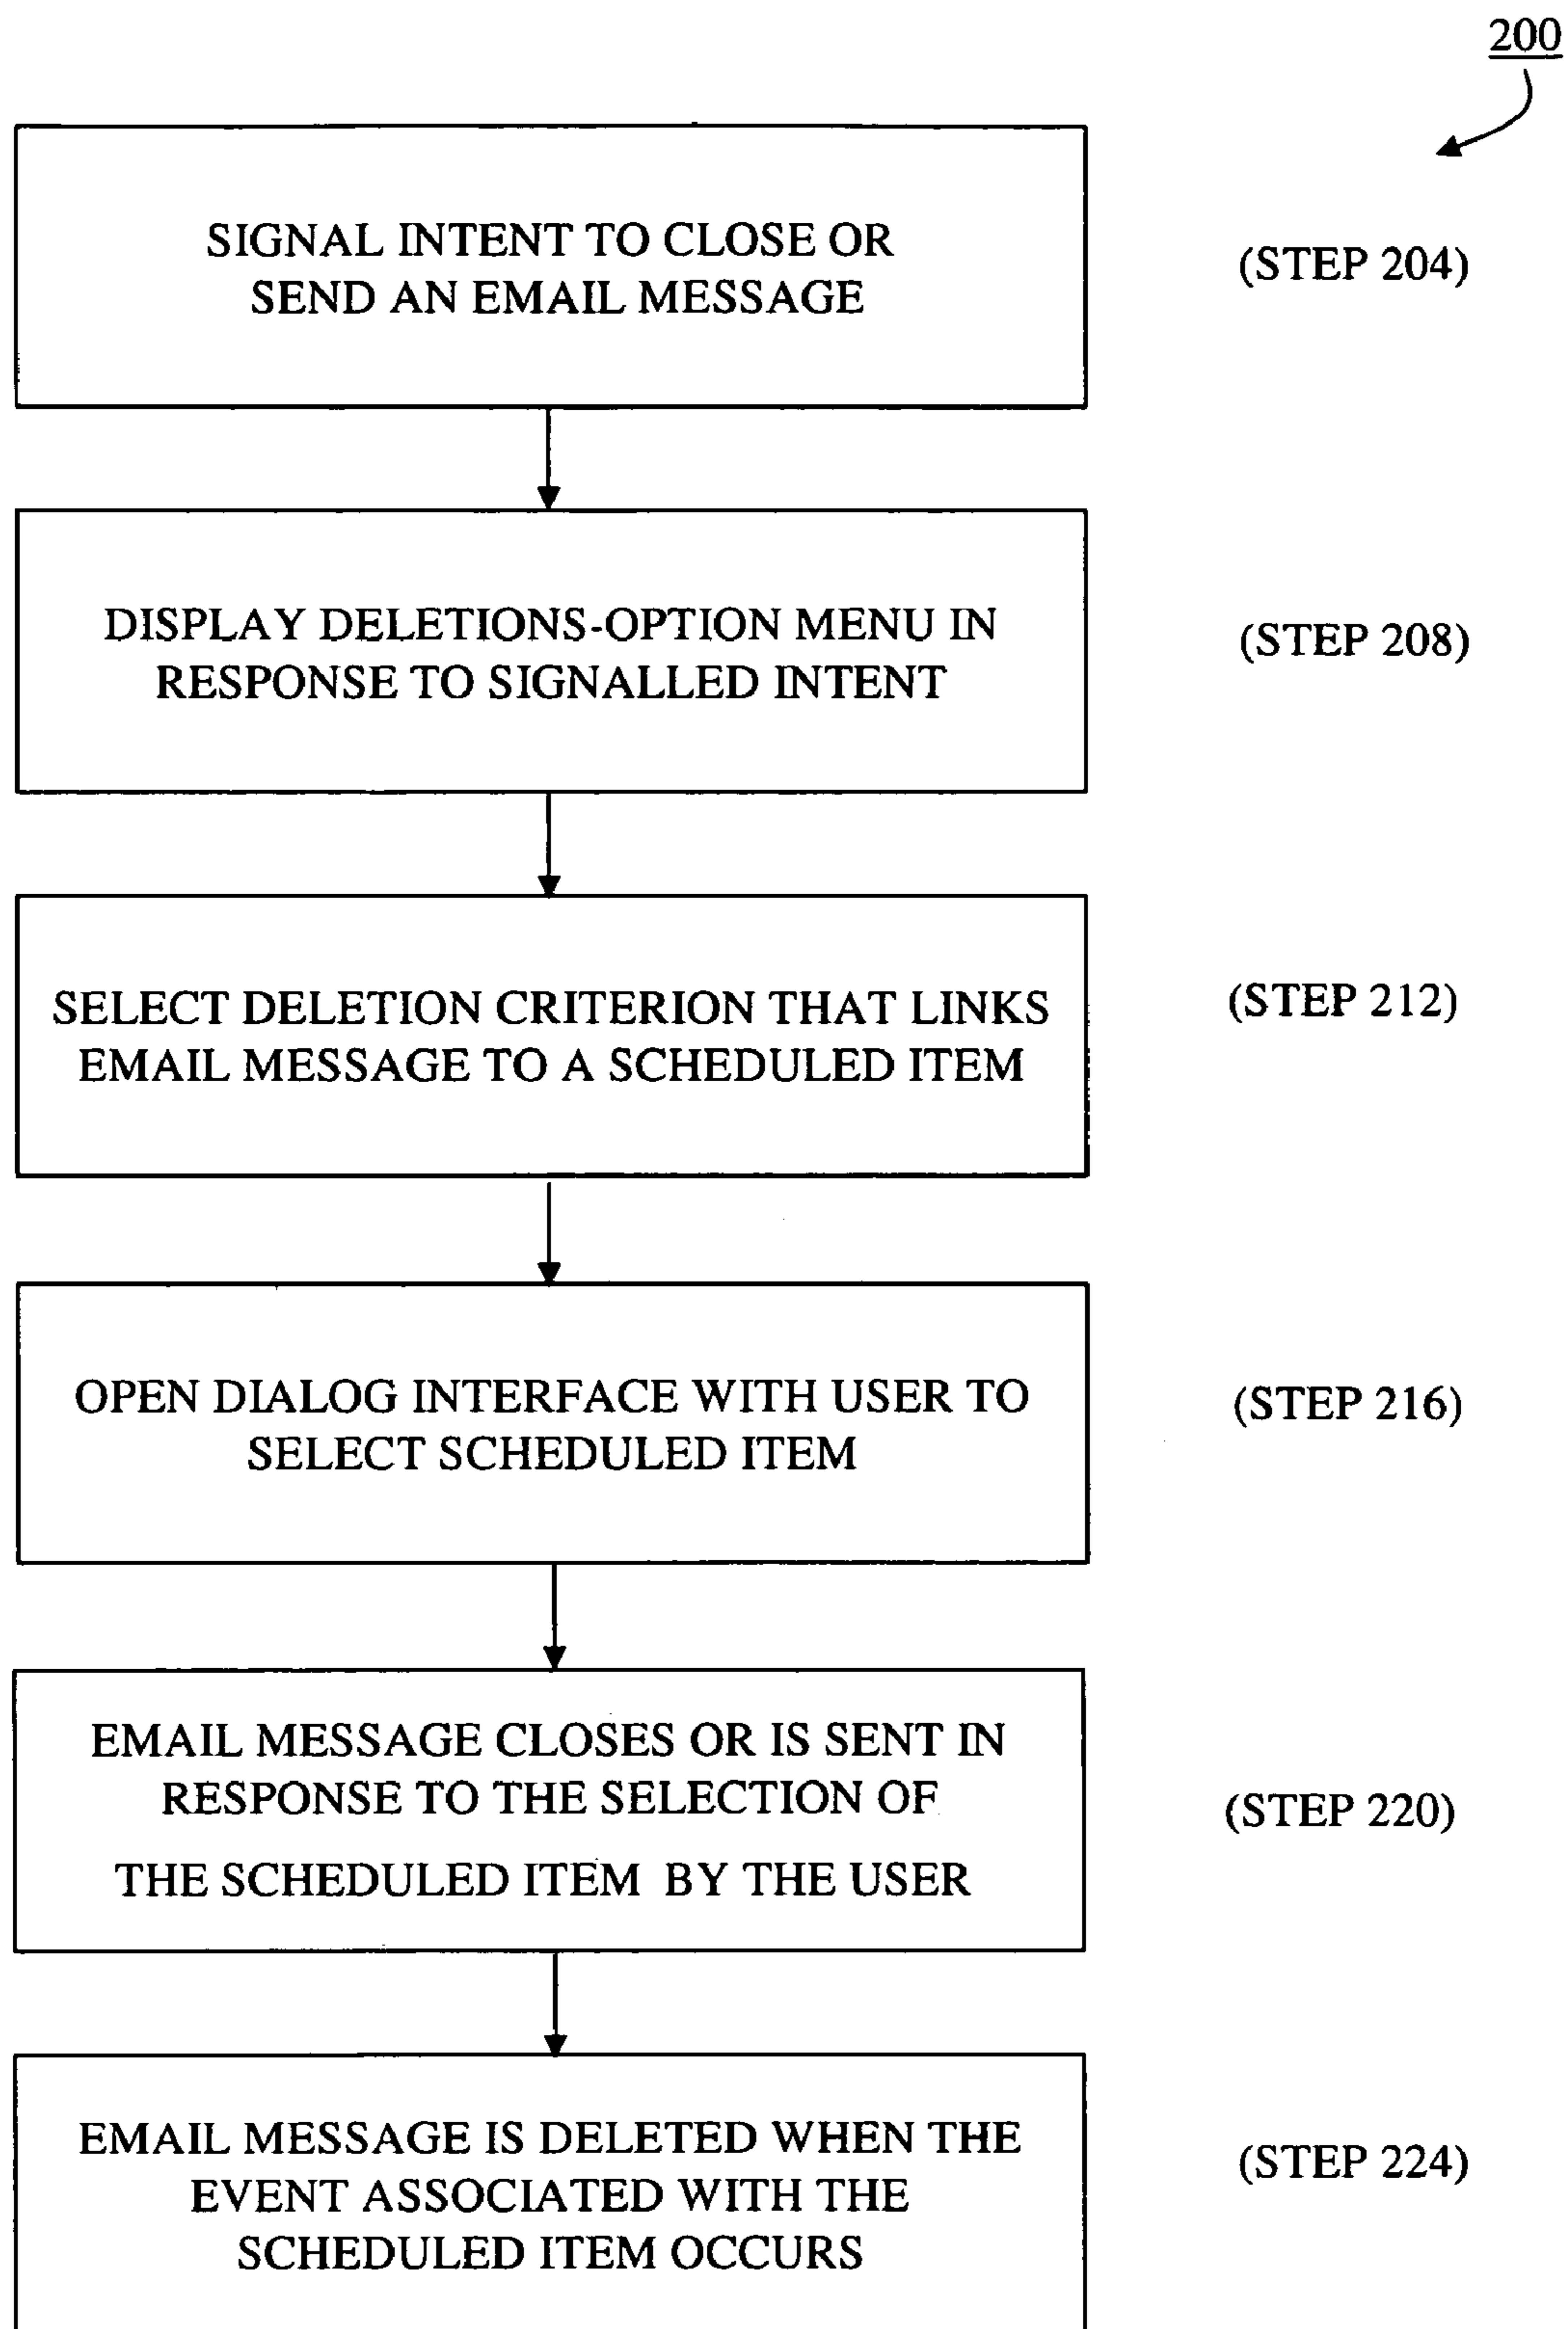 200
SIGNAL INTENT TO CLOSE OR
SEND AN EMAIL MESSAGE
(STEP 204)
DISPLAY DELETIONS-OPTION MENU IN
RESPONSE TO SIGNALLED INTENT
(STEP 208)
SELECT DELETION CRITERION THAT LINKS
EMAIL MESSAGE TO A SCHEDULED ITEM
(STEP 212)
OPEN DIALOG INTERFACE WITH USER TO
SELECT SCHEDULED ITEM
(STEP 216)
EMAIL MESSAGE CLOSES OR IS SENT IN
RESPONSE TO THE SELECTION OF
THE SCHEDULED ITEM BY THE USER
(STEP 220)
EMAIL MESSAGE IS DELETED WHEN THE
EVENT ASSOCIATED WITH THE
SCHEDULED ITEM OCCURS
(STEP 224)